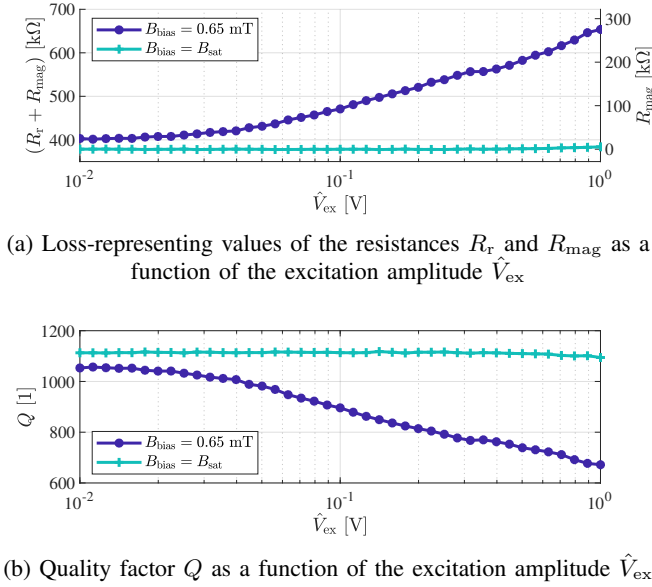 700
600
500
400
(R_r + R_mag) [kΩ]
B_bias = 0.65 mT
B_bias = B_sat
300
200
100
0
R_mag [kΩ]
10^-2
10^-1
10^0
V̂_ex [V]
(a) Loss-representing values of the resistances R_r and R_mag as a
function of the excitation amplitude V̂_ex
1200
1000
800
600
Q [1]
B_bias = 0.65 mT
B_bias = B_sat
10^-2
10^-1
10^0
V̂_ex [V]
(b) Quality factor Q as a function of the excitation amplitude V̂_ex